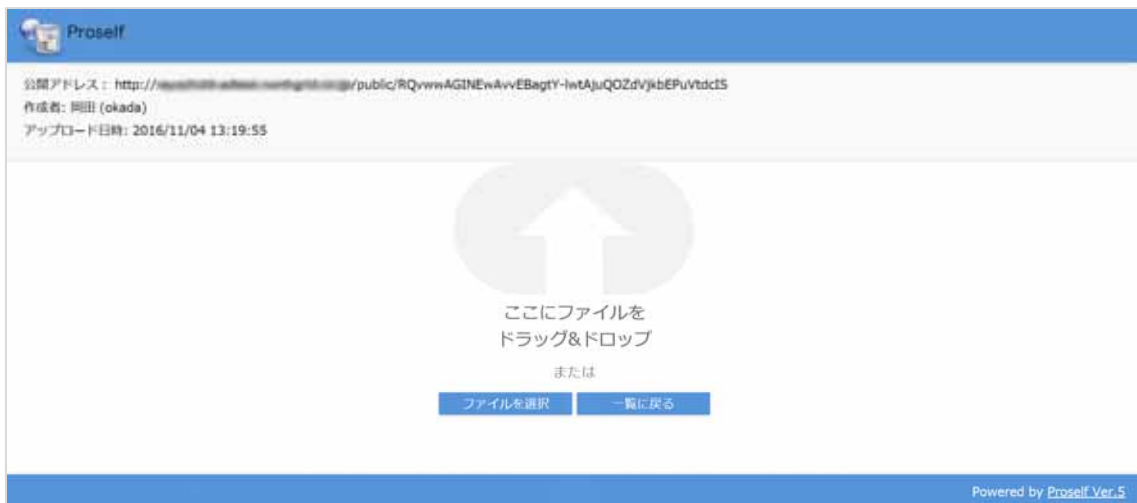 Proself
公開アドレス: http:// /public/RQvwwAGINEwAvvEBagtY-lwtAJuQOZdVjkbEPuVtdcIS
作成者: 岡田 (okada)
アップロード日時: 2016/11/04 13:19:55
ここにファイルを
ドラッグ&ドロップ
または
ファイルを選択 一覧に戻る
Powered by Proself Ver.5